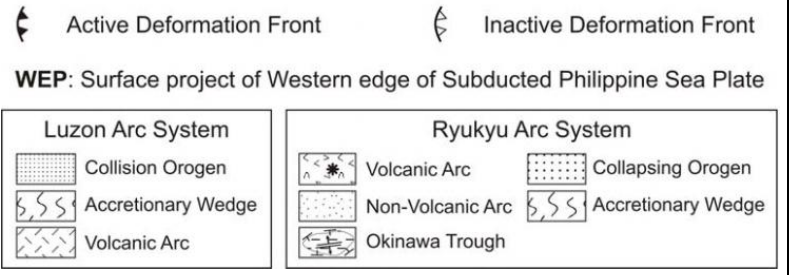 Active Deformation Front
Inactive Deformation Front
WEP: Surface project of Western edge of Subducted Philippine Sea Plate
Luzon Arc System
Collision Orogen
Accretionary Wedge
Volcanic Arc
Ryukyu Arc System
Volcanic Arc
Non-Volcanic Arc
Okinawa Trough
Collapsing Orogen
Accretionary Wedge